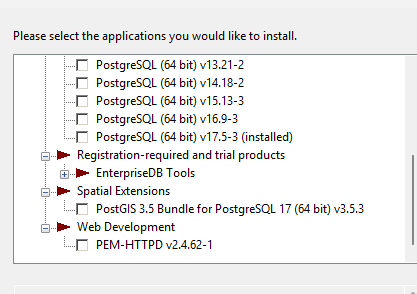 Please select the applications you would like to install.
PostgreSQL (64 bit) v13.21-2
PostgreSQL (64 bit) v14.18-2
PostgreSQL (64 bit) v15.13-3
PostgreSQL (64 bit) v16.9-3
PostgreSQL (64 bit) v17.5-3 (installed)
Registration-required and trial products
EnterpriseDB Tools
Spatial Extensions
PostGIS 3.5 Bundle for PostgreSQL 17 (64 bit) v3.5.3
Web Development
PEM-HTTPD v2.4.62-1